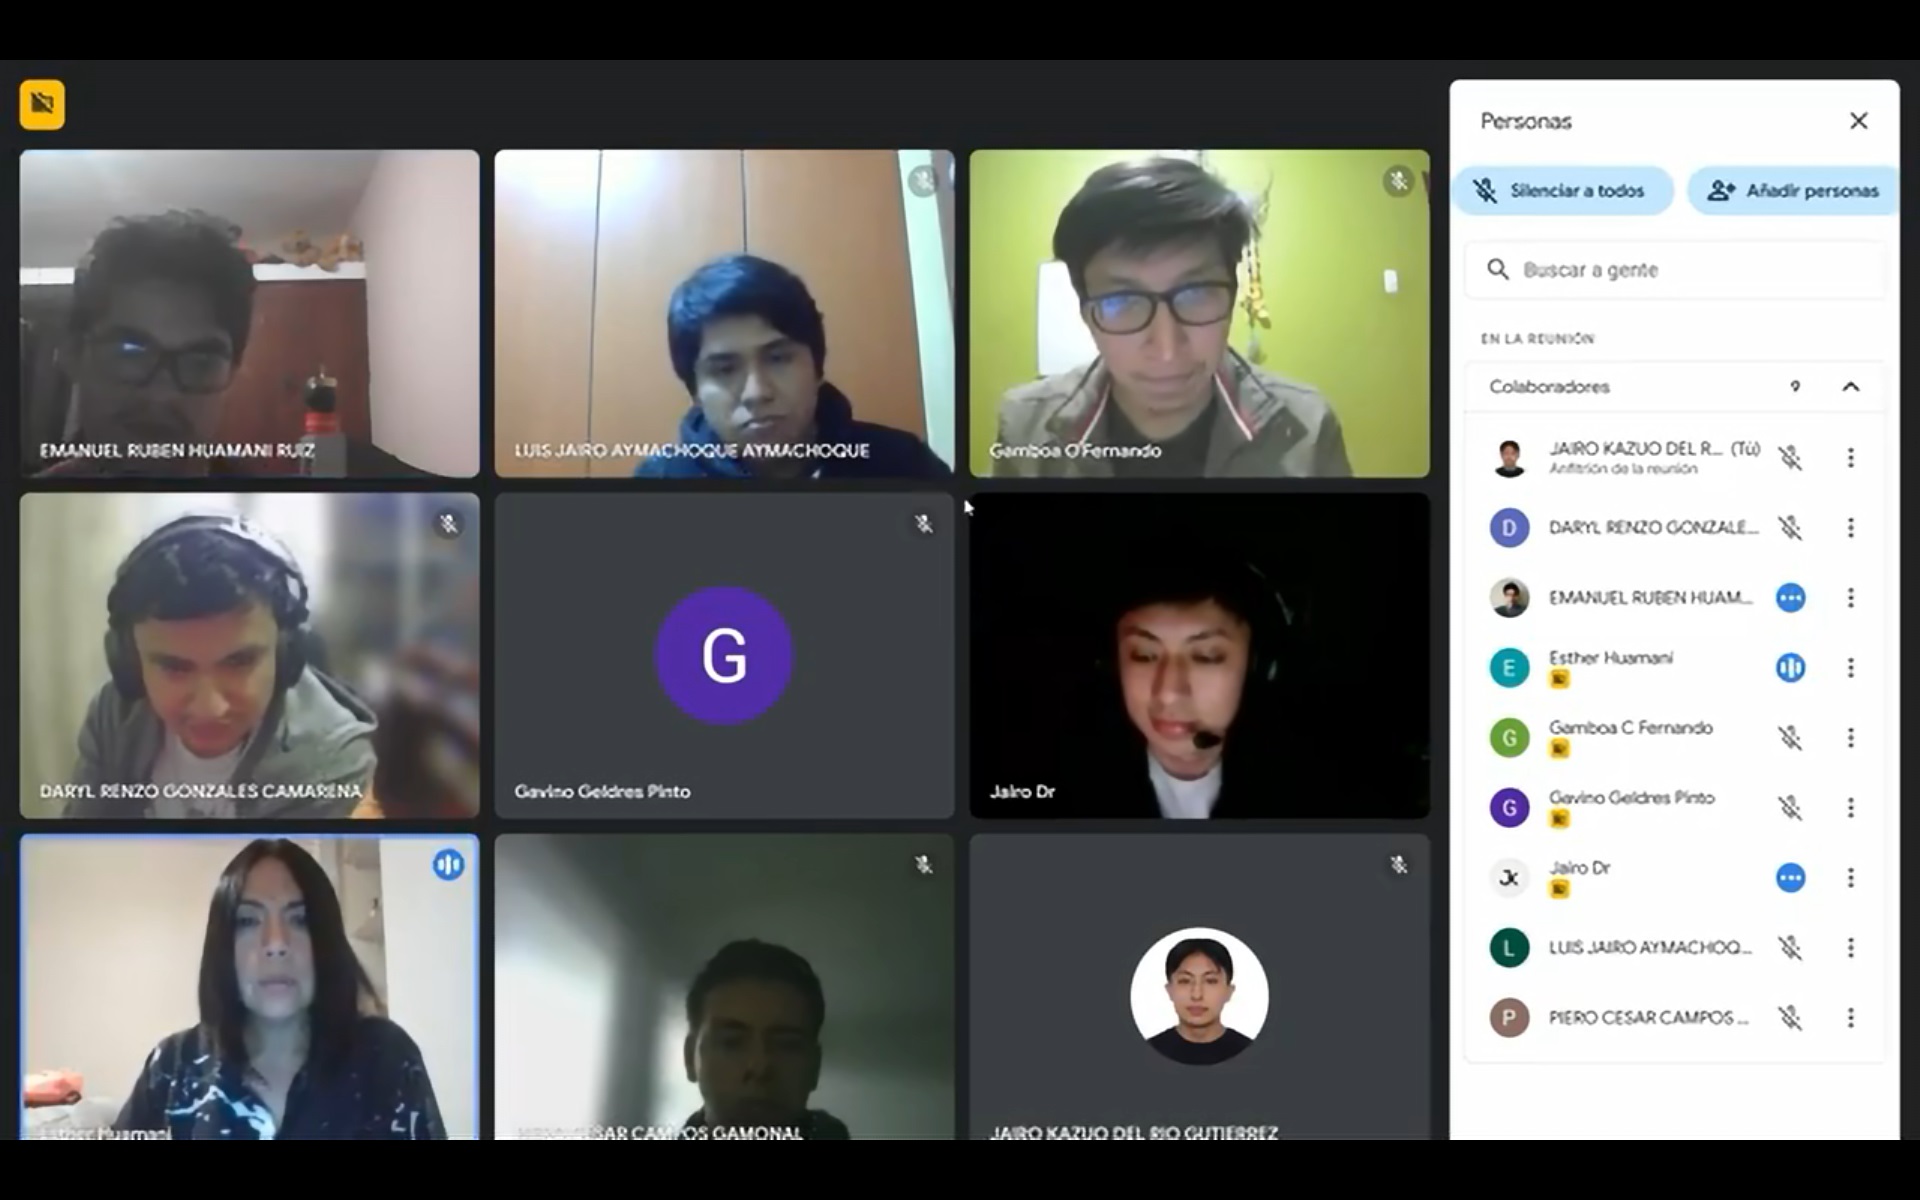 EMANUEL RUBEN HUAMANI RUIZ
LUIS JAIRO AYMACHOQUE AYMACHOQUE
Gamboa C Fernando
DARYL RENZO GONZALES CAMARENA
G
Gavino Geldres Pinto
Jairo Dr
Esther Huamani
CESAR CAMPOS GAMONAL
JAIRO KAZUO DEL RIO GUTIERREZ
Personas
Silenciar a todos
Añadir personas
Buscar a gente
EN LA REUNIÓN
Colaboradores 9
JAIRO KAZUO DEL R... (Tú)
Anfitrión de la reunión
D DARYL RENZO GONZALE...
EMANUEL RUBEN HUAM...
E Esther Huamani
G Gamboa C Fernando
G Gavino Geldres Pinto
Jairo Dr
L LUIS JAIRO AYMACHOQ...
P PIERO CESAR CAMPOS ...